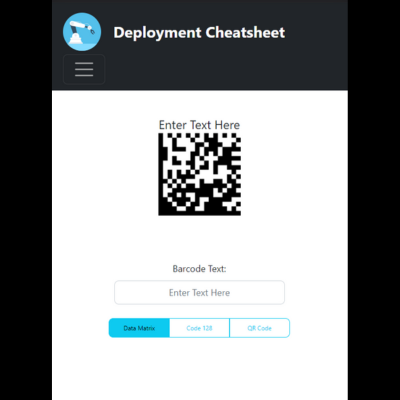 Deployment Cheatsheet
Enter Text Here
Barcode Text:
Enter Text Here
Data Matrix
Code 128
QR Code